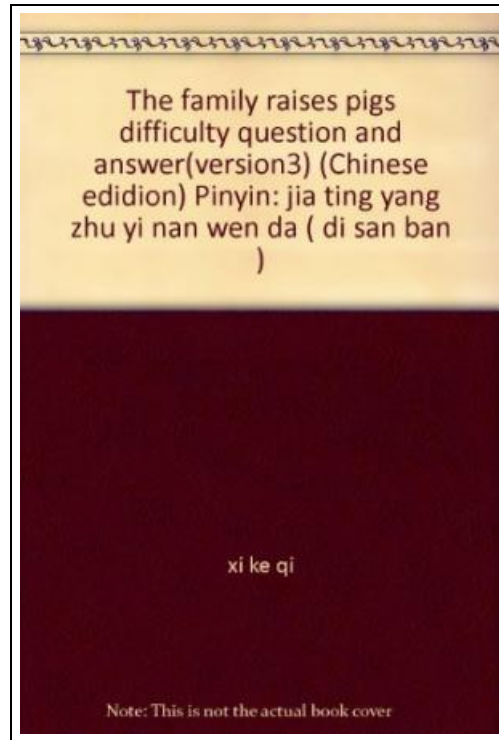 The family raises pigs
difficulty question and
answer(version3) (Chinese
edidion) Pinyin: jia ting yang
zhu yi nan wen da ( di san ban
)
xi ke qi
Note: This is not the actual book cover